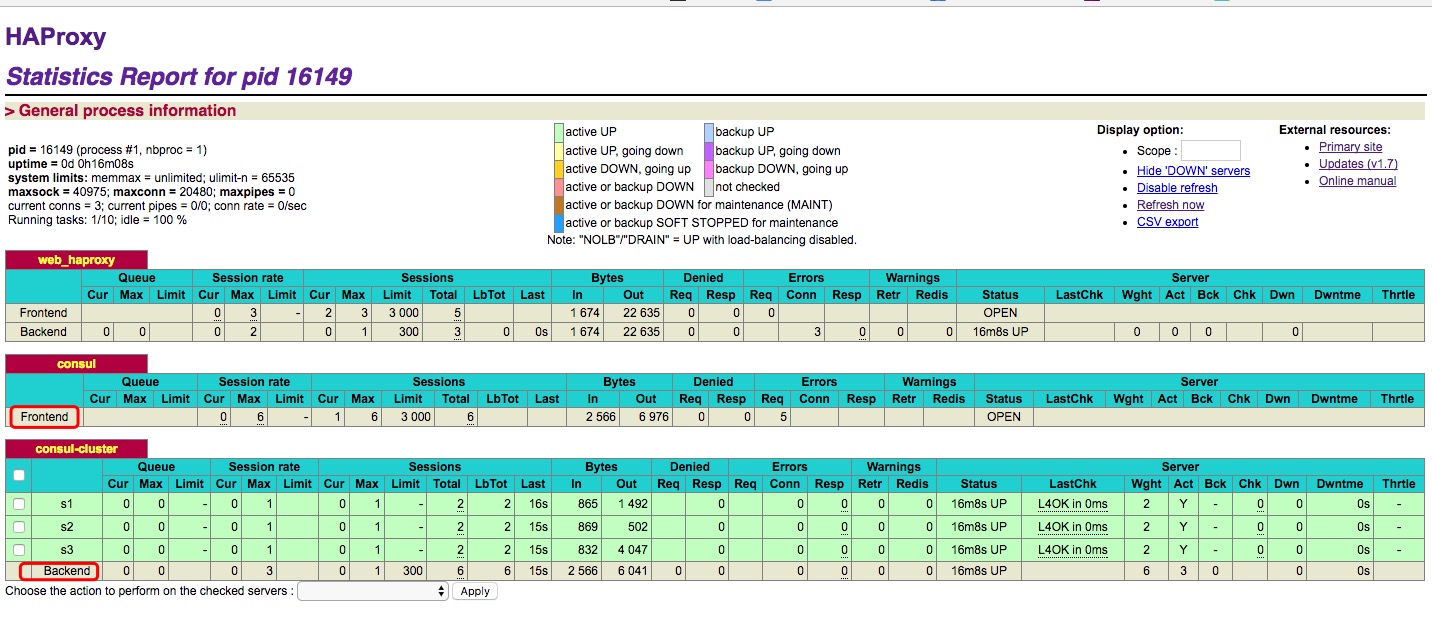 HAProxy
Statistics Report for pid 16149
> General process information
pid = 16149 (process #1, nbproc = 1)
uptime = 0d 0h16m08s
system limits: memmax = unlimited; ulimit-n = 65535
maxsock = 40975; maxconn = 20480; maxpipes = 0
current conns = 3; current pipes = 0/0; conn rate = 0/sec
Running tasks: 1/10; idle = 100 %
active UP backup UP
active UP, going down backup UP, going down
active DOWN, going up backup DOWN, going up
active or backup DOWN not checked
active or backup DOWN for maintenance (MAINT)
active or backup SOFT STOPPED for maintenance
Note: "NOLB"/"DRAIN" = UP with load-balancing disabled.
Display option:
• Scope :
• Hide 'DOWN' servers
• Disable refresh
• Refresh now
• CSV export
External resources:
• Primary site
• Updates (v1.7)
• Online manual
web_haproxy
Queue Session rate Sessions Bytes Denied Errors Warnings Server
Cur Max Limit Cur Max Limit Cur Max Limit Total LbTot Last In Out Req Resp Req Conn Resp Retr Redis Status LastChk Wght Act Bck Chk Dwn Dwntme Thrtle
Frontend 0 3 - 2 3 3 000 5 1 674 22 635 0 0 0 OPEN
Backend 0 0 0 2 0 1 300 3 0 0s 1 674 22 635 0 0 3 0 0 0 16m8s UP 0 0 0 0
consul
Queue Session rate Sessions Bytes Denied Errors Warnings Server
Cur Max Limit Cur Max Limit Cur Max Limit Total LbTot Last In Out Req Resp Req Conn Resp Retr Redis Status LastChk Wght Act Bck Chk Dwn Dwntme Thrtle
Frontend 0 6 - 1 6 3 000 6 2 566 6 976 0 0 5 OPEN
consul-cluster
Queue Session rate Sessions Bytes Denied Errors Warnings Server
Cur Max Limit Cur Max Limit Cur Max Limit Total LbTot Last In Out Req Resp Req Conn Resp Retr Redis Status LastChk Wght Act Bck Chk Dwn Dwntme Thrtle
s1 0 0 - 0 1 0 1 - 2 2 16s 865 1 492 0 0 0 0 0 16m8s UP L4OK in 0ms 2 Y - 0 0 0s -
s2 0 0 - 0 1 0 1 - 2 2 15s 869 502 0 0 0 0 0 16m8s UP L4OK in 0ms 2 Y - 0 0 0s -
s3 0 0 - 0 1 0 1 - 2 2 15s 832 4 047 0 0 0 0 0 16m8s UP L4OK in 0ms 2 Y - 0 0 0s -
Backend 0 0 0 3 0 1 300 6 6 15s 2 566 6 041 0 0 0 0 0 0 16m8s UP 6 3 0 0 0s
Choose the action to perform on the checked servers : Apply